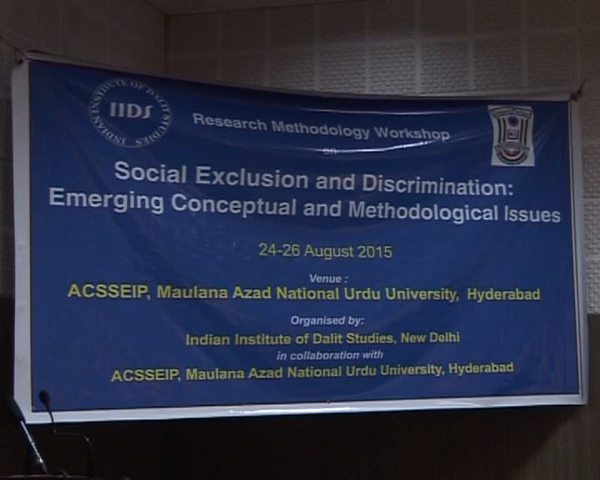 INDIAN INSTITUTE OF DALIT STUDIES
IIDS
Research Methodology Workshop
on
Social Exclusion and Discrimination:
Emerging Conceptual and Methodological Issues
24-26 August 2015
Venue :
ACSSEIP, Maulana Azad National Urdu University, Hyderabad
Organised by:
Indian Institute of Dalit Studies, New Delhi
in collaboration with
ACSSEIP, Maulana Azad National Urdu University, Hyderabad